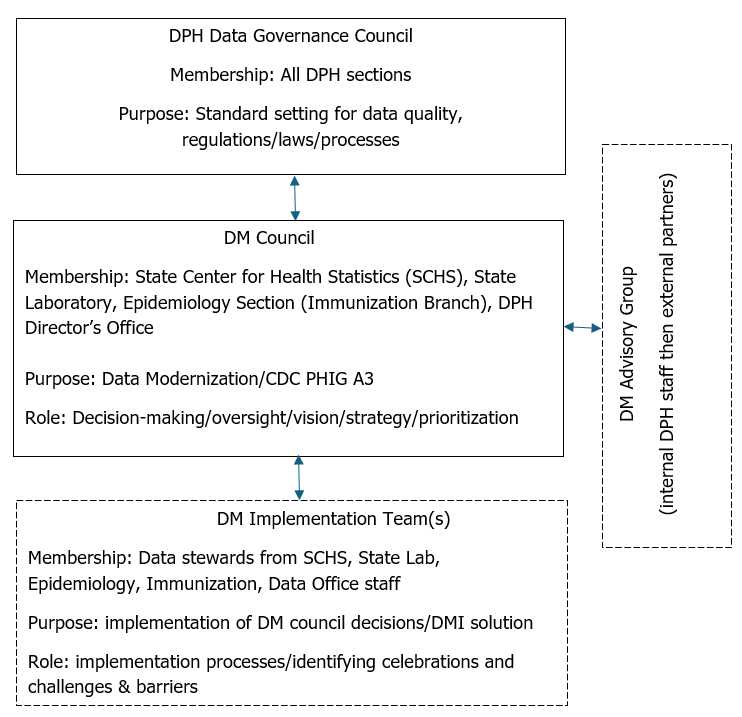 DPH Data Governance Council
Membership: All DPH sections
Purpose: Standard setting for data quality,
regulations/laws/processes
DM Council
Membership: State Center for Health Statistics (SCHS), State
Laboratory, Epidemiology Section (Immunization Branch), DPH
Director’s Office
Purpose: Data Modernization/CDC PHIG A3
Role: Decision-making/oversight/vision/strategy/prioritization
DM Advisory Group
(internal DPH staff then external partners)
DM Implementation Team(s)
Membership: Data stewards from SCHS, State Lab,
Epidemiology, Immunization, Data Office staff
Purpose: implementation of DM council decisions/DMI solution
Role: implementation processes/identifying celebrations and
challenges & barriers